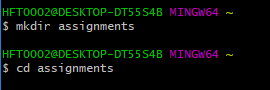 HFT0002@DESKTOP-DT55S4B MINGW64 ~
$ mkdir assignments
HFT0002@DESKTOP-DT55S4B MINGW64 ~
$ cd assignments